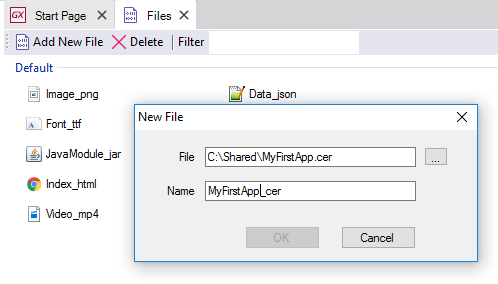 GX Start Page Files
Add New File Delete Filter
Default
Image_png Data_json
Font_ttf
JavaModule_jar
Index_html
Video_mp4
New File
File C:\Shared\MyFirstApp.cer ...
Name MyFirstApp_cer
OK Cancel